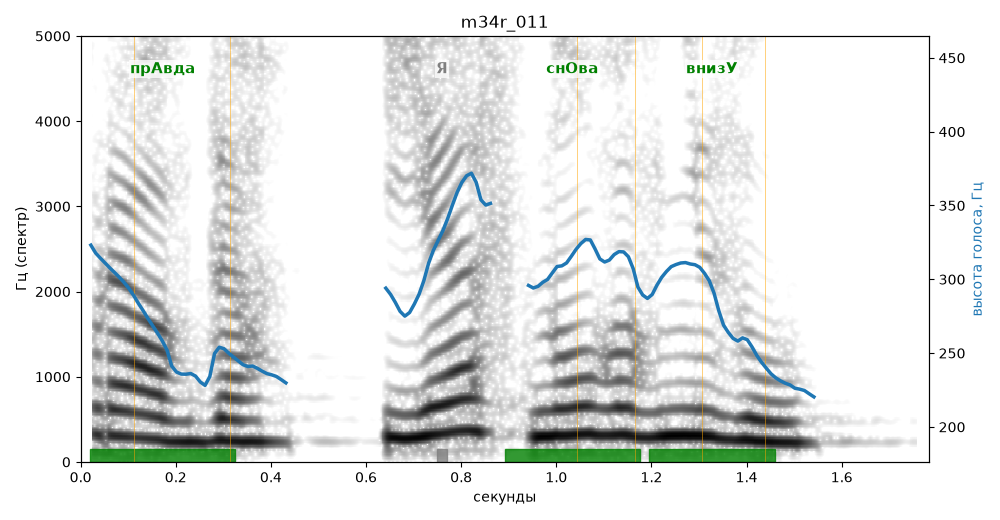 m34r_011
прАвда
Я
снОва
внизУ
5000
4000
3000
2000
1000
0
450
400
350
300
250
200
Гц (спектр)
высота голоса, Гц
0.0 0.2 0.4 0.6 0.8 1.0 1.2 1.4 1.6
секунды